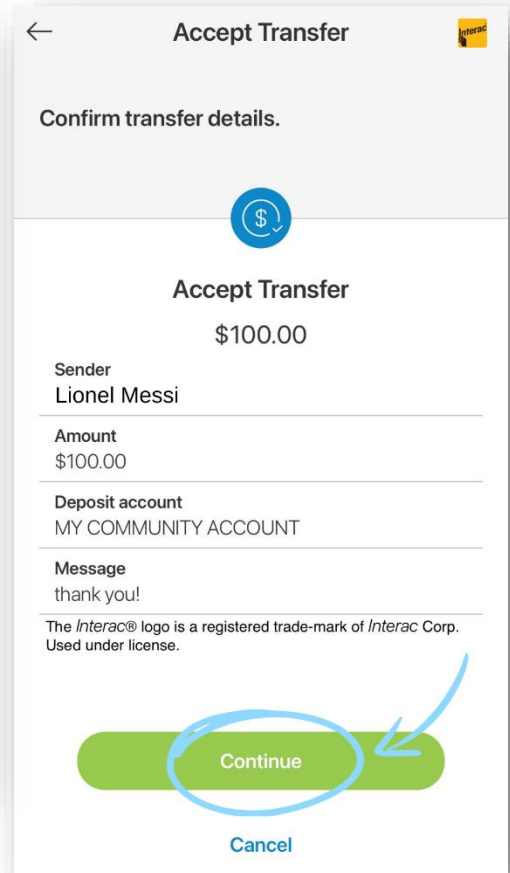 Accept Transfer
Interac
Confirm transfer details.
$
Accept Transfer
$100.00
Sender
Lionel Messi
Amount
$100.00
Deposit account
MY COMMUNITY ACCOUNT
Message
thank you!
The Interac® logo is a registered trade-mark of Interac Corp.
Used under license.
Continue
Cancel